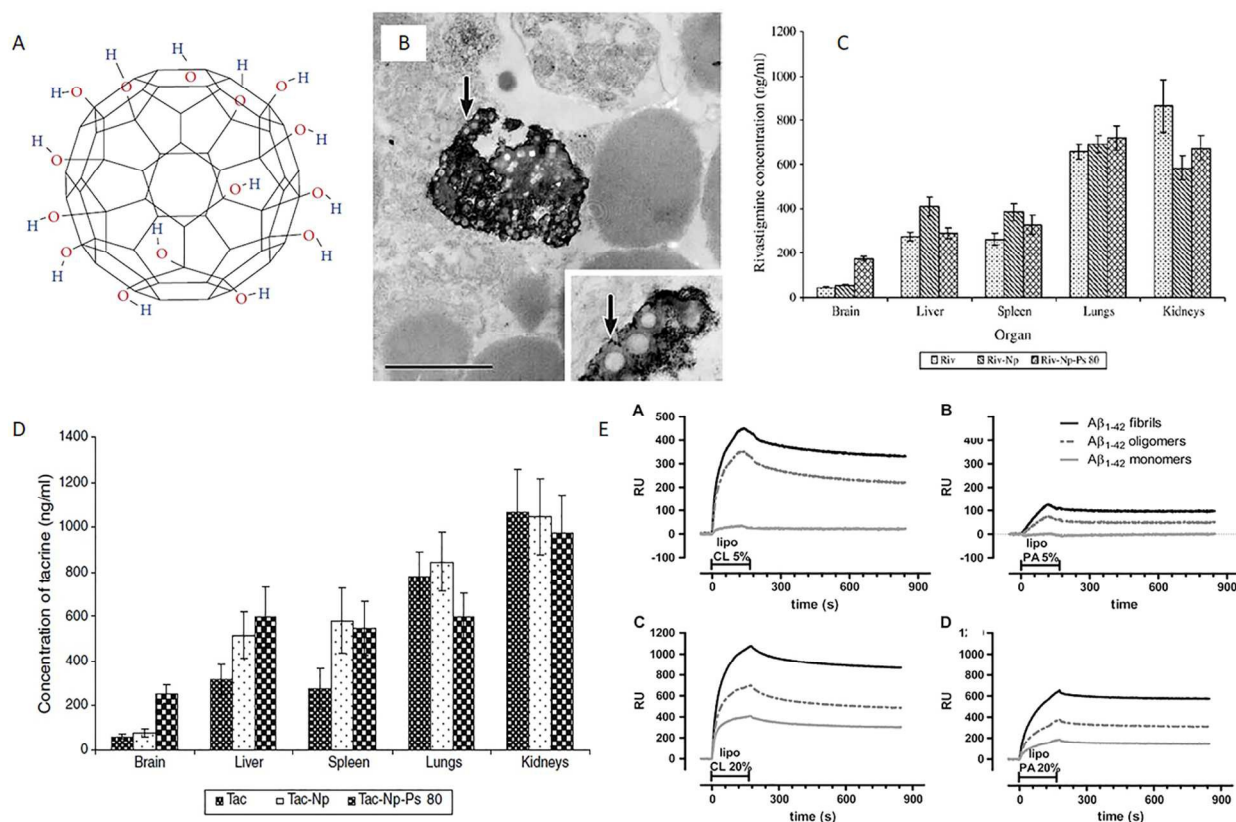 A
H
H
H
H
O
O
H
H O
O
O
O
H
H
O
O
H
H
O
O H
O
H
O
H
O
O
H
H
O
O
H
O
H
O
H
B
C
Rivastigmine concentration (ng/ml)
1200
1000
800
600
400
200
0
Brain Liver Spleen Lungs Kidneys
Organ
Riv Riv-Np Riv-Np-Ps 80
D
Concentration of tacrine (ng/ml)
1400
1200
1000
800
600
400
200
0
Brain Liver Spleen Lungs Kidneys
Tac Tac-Np Tac-Np-Ps 80
E
A
RU
500
400
300
200
100
0
-100
lipo
CL 5%
0 300 600 900
time (s)
B
Aβ1-42 fibrils
Aβ1-42 oligomers
Aβ1-42 monomers
RU
500
400
300
200
100
0
-100
lipo
PA 5%
0 300 600 900
time
C
RU
1200
1000
800
600
400
200
0
lipo
CL 20%
0 300 600 900
time (s)
D
RU
1000
800
600
400
200
0
lipo
PA 20%
0 300 600 900
time (s)